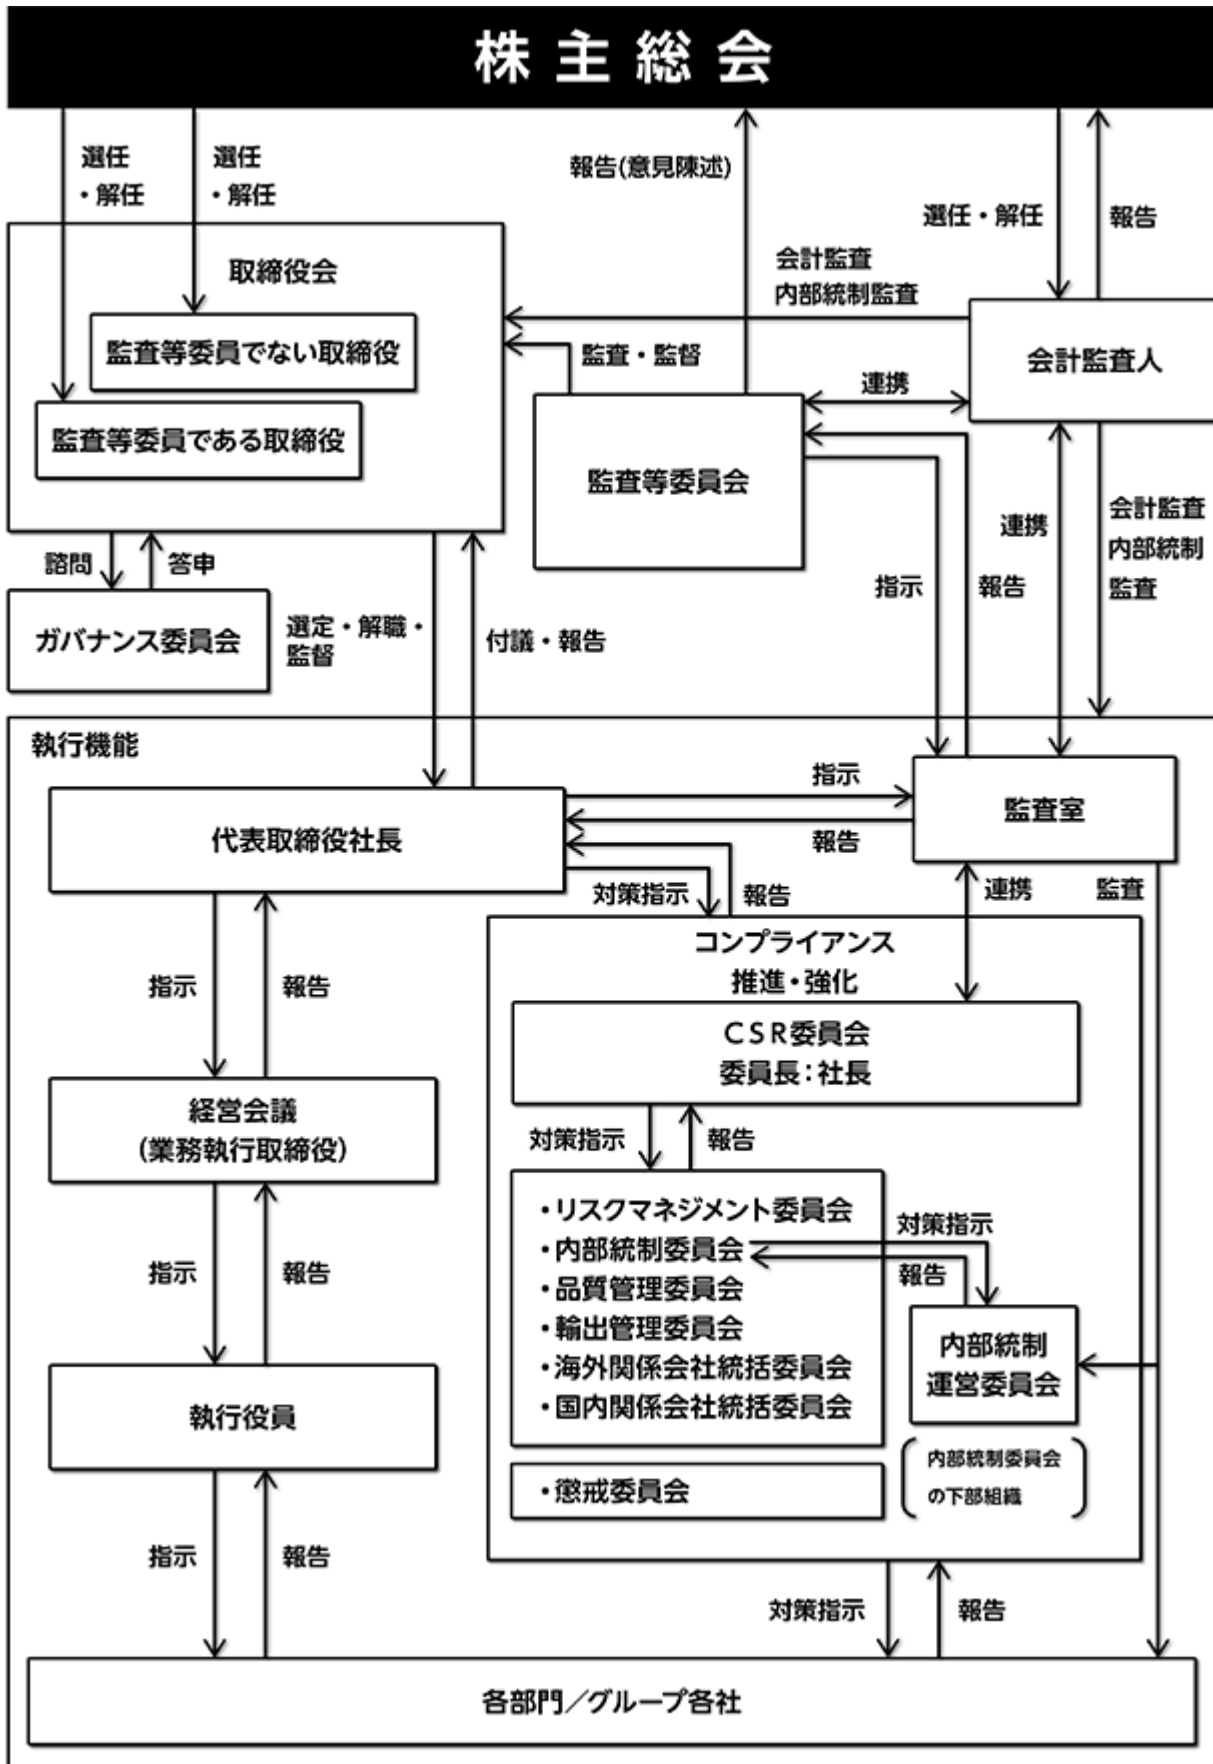 株主総会
選任
・解任
選任
・解任
報告(意見陳述)
選任・解任
報告
取締役会
会計監査
内部統制監査
監査等委員でない取締役
監査・監督
会計監査人
連携
監査等委員である取締役
監査等委員会
会計監査
内部統制
監査
連携
諮問
答申
指示
報告
ガバナンス委員会
選定・解職・
監督
付議・報告
執行機能
指示
監査室
代表取締役社長
報告
対策指示
報告
連携
監査
コンプライアンス
推進・強化
指示
報告
CSR委員会
委員長：社長
経営会議
(業務執行取締役)
対策指示
報告
・リスクマネジメント委員会
・内部統制委員会
・品質管理委員会
・輸出管理委員会
・海外関係会社統括委員会
・国内関係会社統括委員会
対策指示
報告
指示
報告
内部統制
運営委員会
執行役員
内部統制委員会
の下部組織
・懲戒委員会
指示
報告
対策指示
報告
各部門／グループ各社